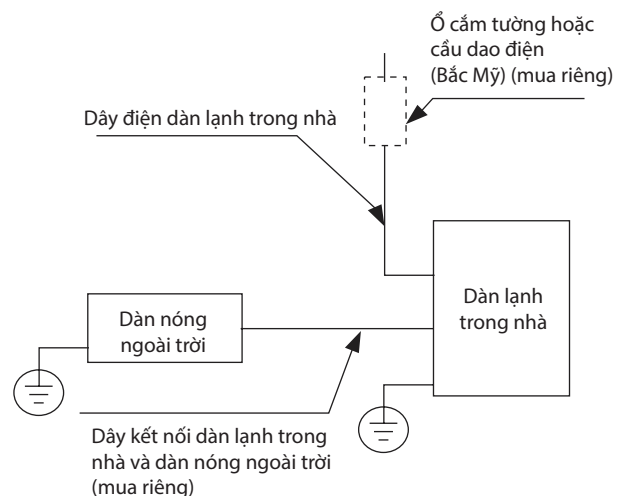 Ổ cắm tường hoặc
cầu dao điện
(Bắc Mỹ) (mua riêng)
Dây điện dàn lạnh trong nhà
Dàn lạnh
trong nhà
Dàn nóng
ngoài trời
Dây kết nối dàn lạnh trong
nhà và dàn nóng ngoài trời
(mua riêng)